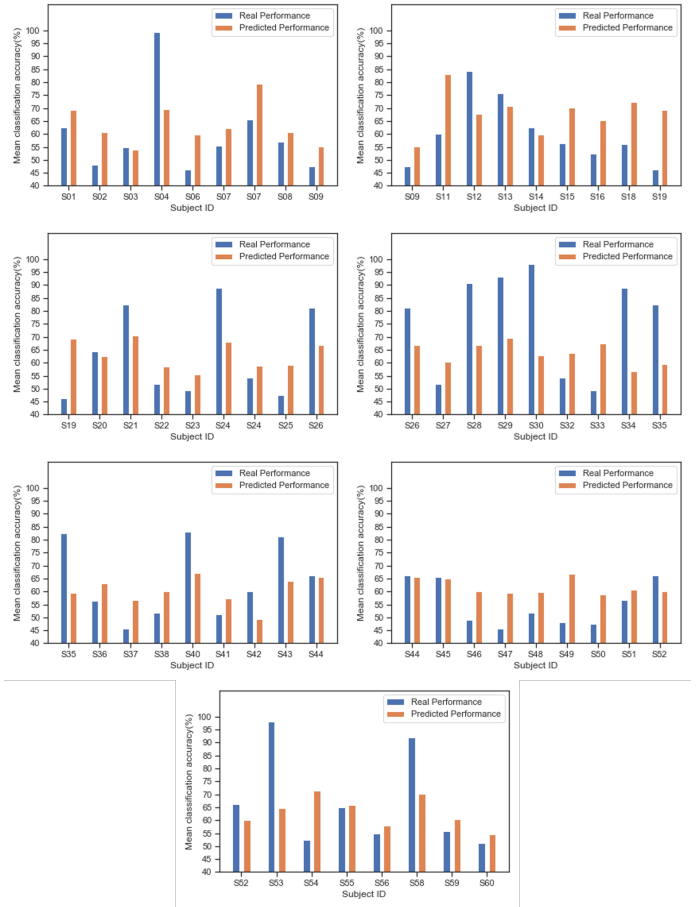 Real Performance
Predicted Performance
Mean classification accuracy(%)
100
95
90
85
80
75
70
65
60
55
50
45
40
S01 S02 S03 S04 S06 S07 S07 S08 S09
Subject ID
Real Performance
Predicted Performance
Mean classification accuracy(%)
100
95
90
85
80
75
70
65
60
55
50
45
40
S09 S11 S12 S13 S14 S15 S16 S18 S19
Subject ID
Real Performance
Predicted Performance
Mean classification accuracy(%)
100
95
90
85
80
75
70
65
60
55
50
45
40
S19 S20 S21 S22 S23 S24 S24 S25 S26
Subject ID
Real Performance
Predicted Performance
Mean classification accuracy(%)
100
95
90
85
80
75
70
65
60
55
50
45
40
S26 S27 S28 S29 S30 S32 S33 S34 S35
Subject ID
Real Performance
Predicted Performance
Mean classification accuracy(%)
100
95
90
85
80
75
70
65
60
55
50
45
40
S35 S36 S37 S38 S40 S41 S42 S43 S44
Subject ID
Real Performance
Predicted Performance
Mean classification accuracy(%)
100
95
90
85
80
75
70
65
60
55
50
45
40
S44 S45 S46 S47 S48 S49 S50 S51 S52
Subject ID
Real Performance
Predicted Performance
Mean classification accuracy(%)
100
95
90
85
80
75
70
65
60
55
50
45
40
S52 S53 S54 S55 S56 S58 S59 S60
Subject ID